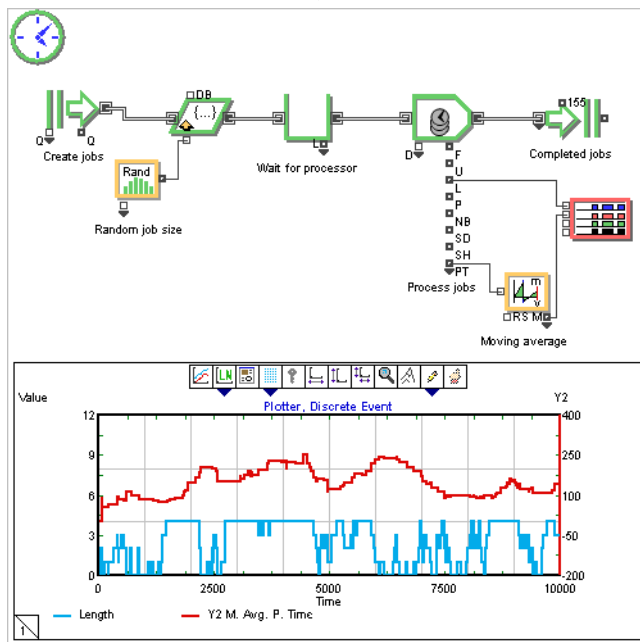 DB
{...}
155
Q
Q
L
D
F
Create jobs
Wait for processor
Completed jobs
U
Rand
L
P
NB
Random job size
SD
SH
PT
Process jobs
m
v
RS M
Moving average
LN
Value
Plotter, Discrete Event
Y2
12
400
9
250
6
100
3
-50
0
-200
0
2500
5000
7500
10000
Time
Length
Y2 M. Avg. P. Time
1